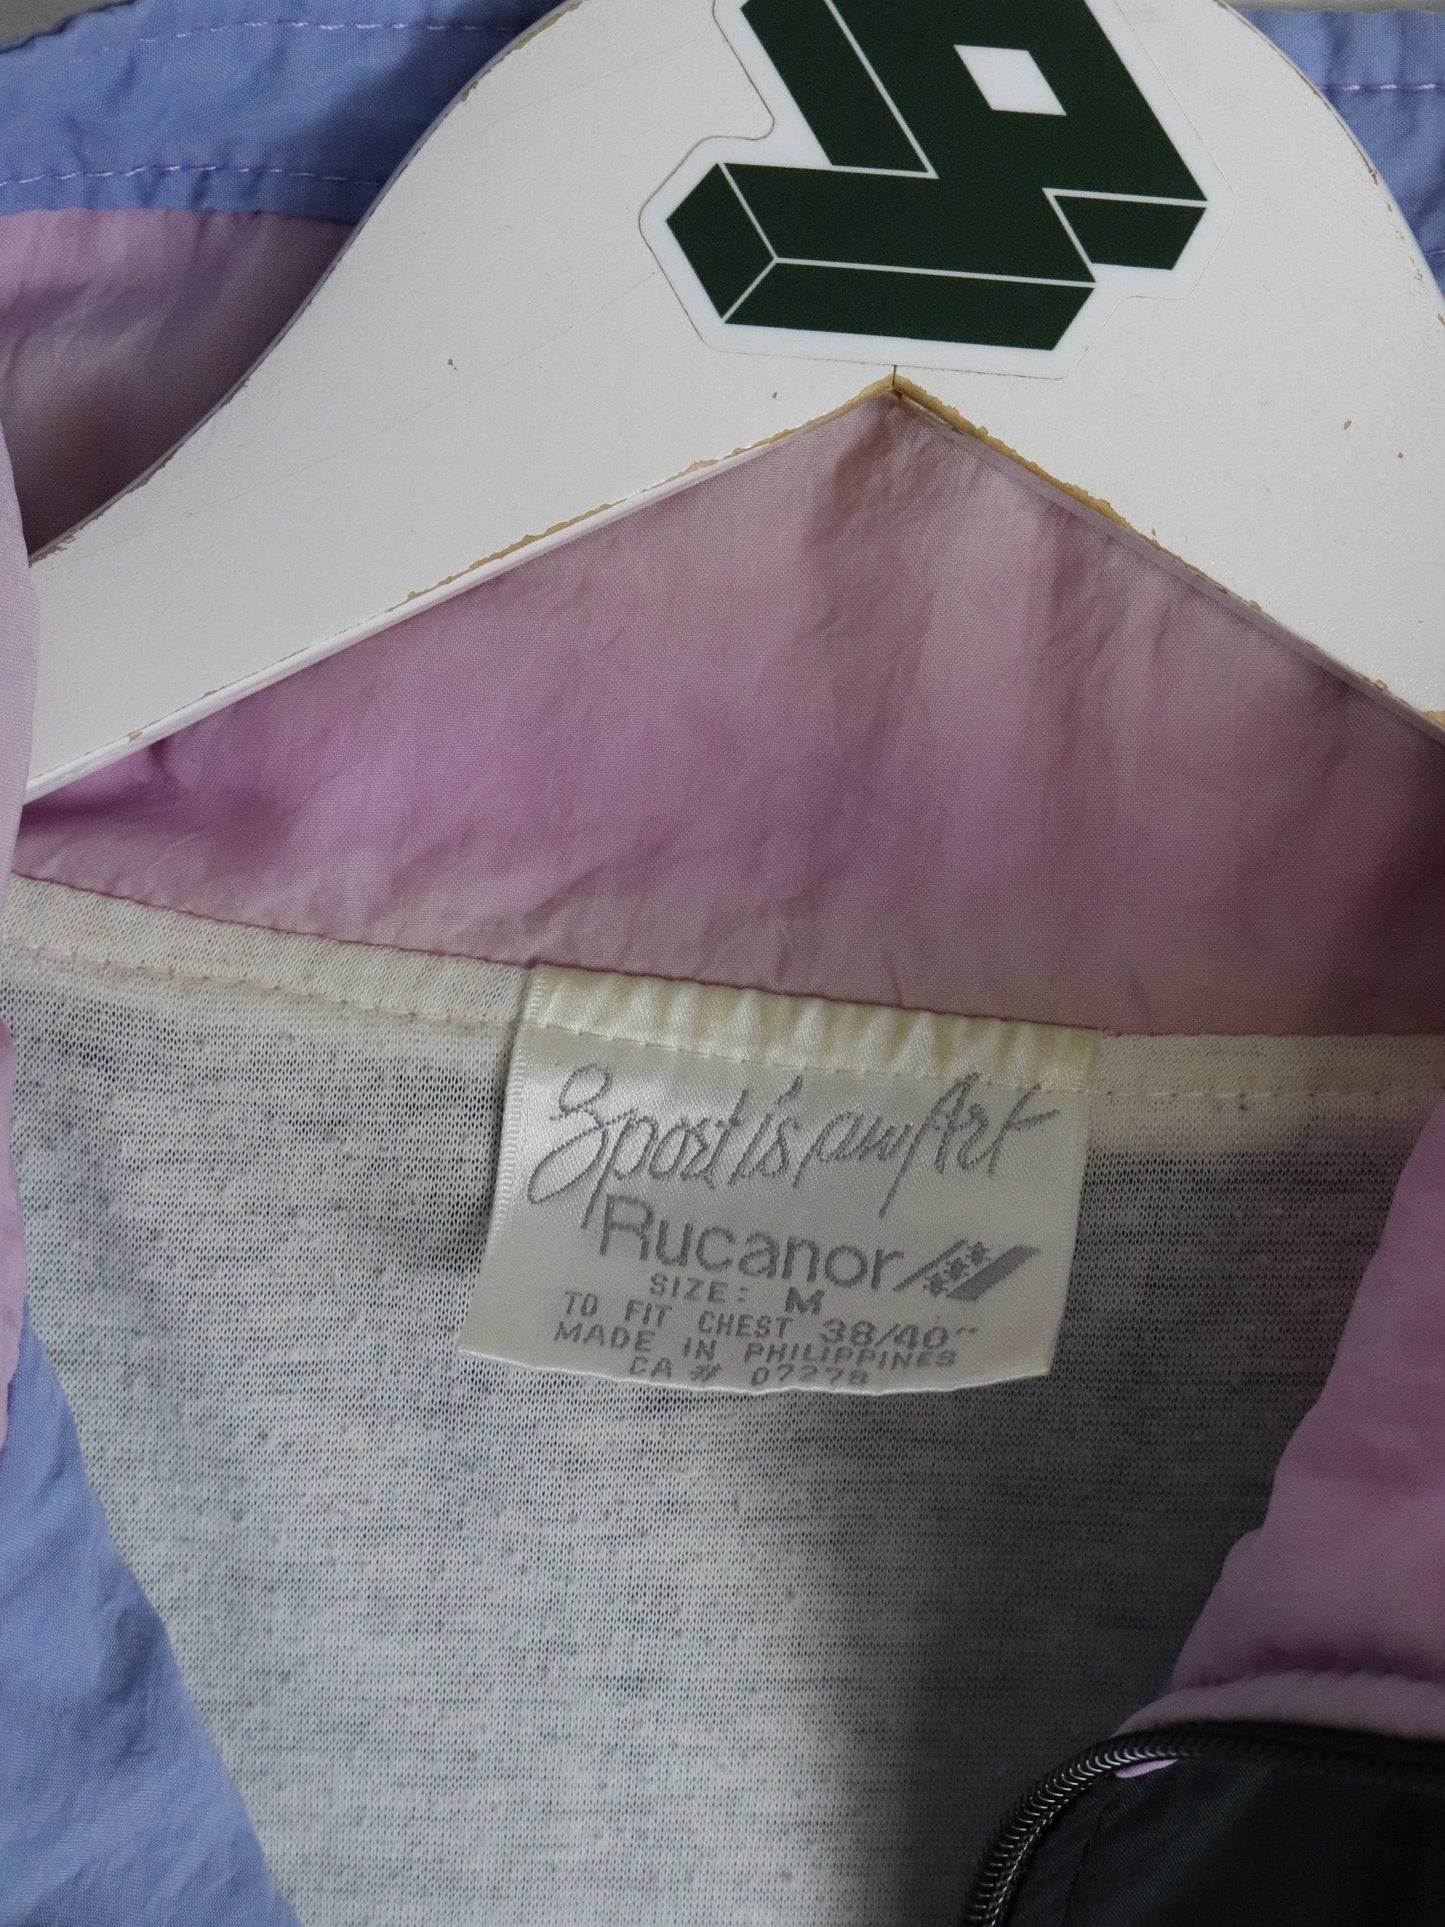 Sport is an Art
Rucanor
SIZE: M
TO FIT CHEST 38/40"
MADE IN PHILIPPINES
CA # 07278